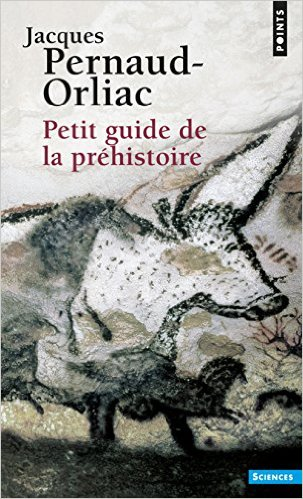 Jacques
Pernaud-
Orliac
Petit guide de
la préhistoire
POINTS
SCIENCES